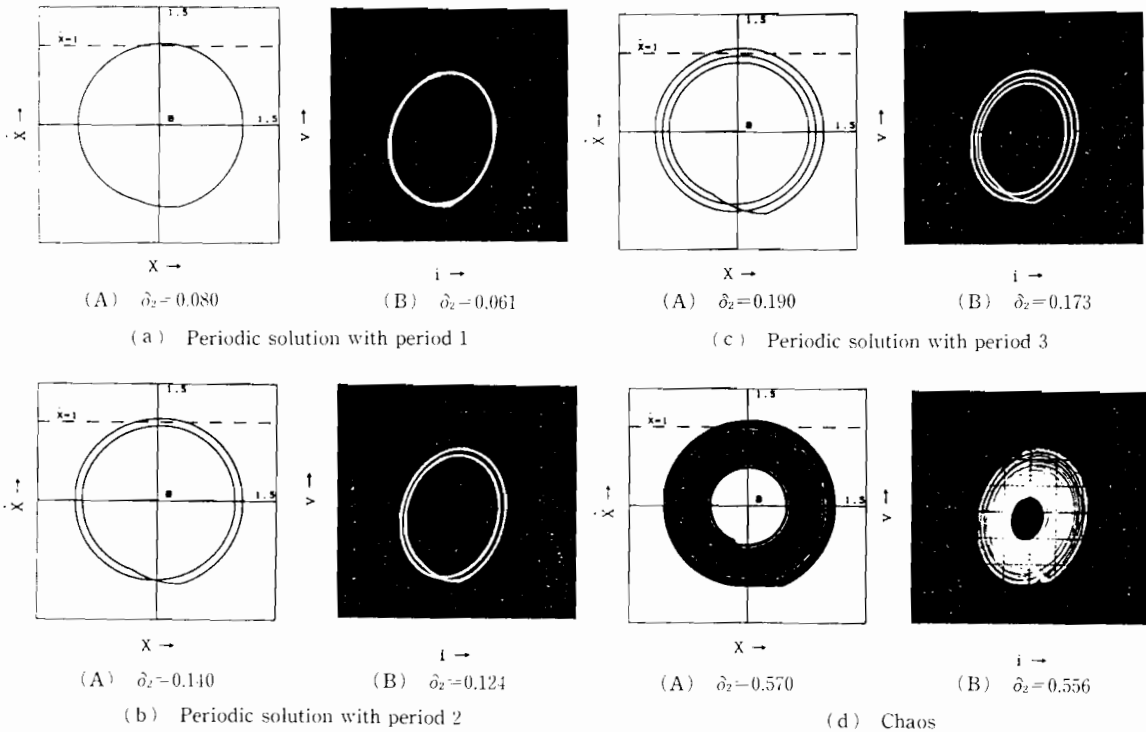 1.5
ẋ=1
0
1.5
Ẋ →
X →
(A) δ₂=0.080
v →
i →
(B) δ₂=0.061
(a) Periodic solution with period 1
1.5
ẋ=1
0
1.5
Ẋ →
X →
(A) δ₂=0.140
v →
i →
(B) δ₂=0.124
(b) Periodic solution with period 2
1.5
ẋ=1
0
1.5
Ẋ →
X →
(A) δ₂=0.190
v →
i →
(B) δ₂=0.173
(c) Periodic solution with period 3
1.5
ẋ=1
0
1.5
Ẋ →
X →
(A) δ₂=0.570
v →
i →
(B) δ₂=0.556
(d) Chaos